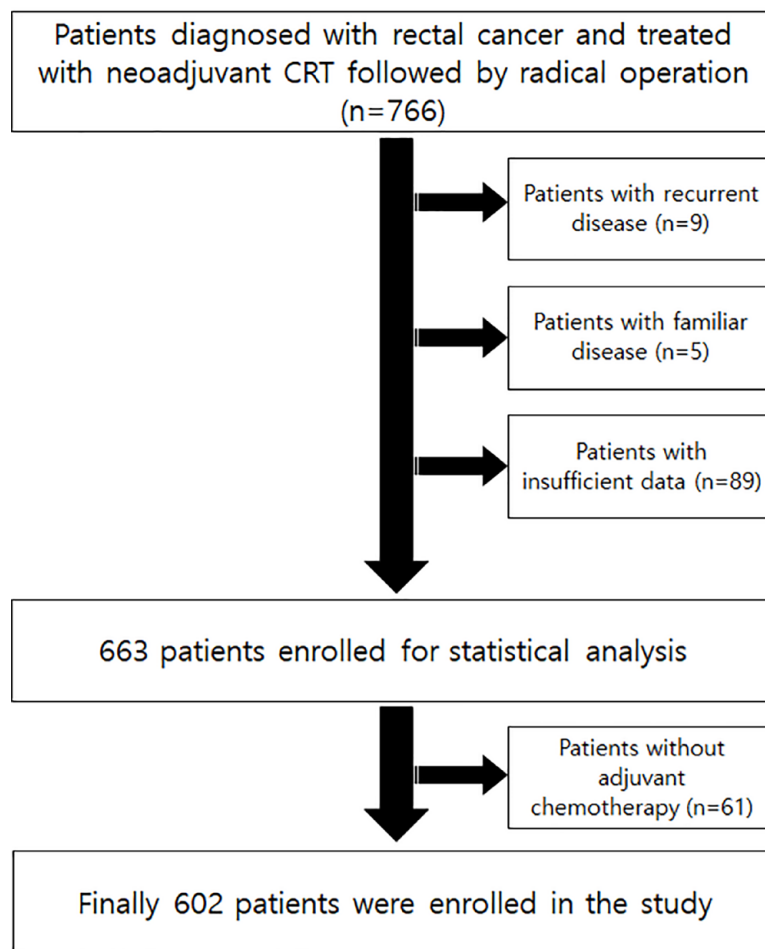 Patients diagnosed with rectal cancer and treated
with neoadjuvant CRT followed by radical operation
(n=766)
Patients with recurrent
disease (n=9)
Patients with familiar
disease (n=5)
Patients with
insufficient data (n=89)
663 patients enrolled for statistical analysis
Patients without
adjuvant
chemotherapy (n=61)
Finally 602 patients were enrolled in the study